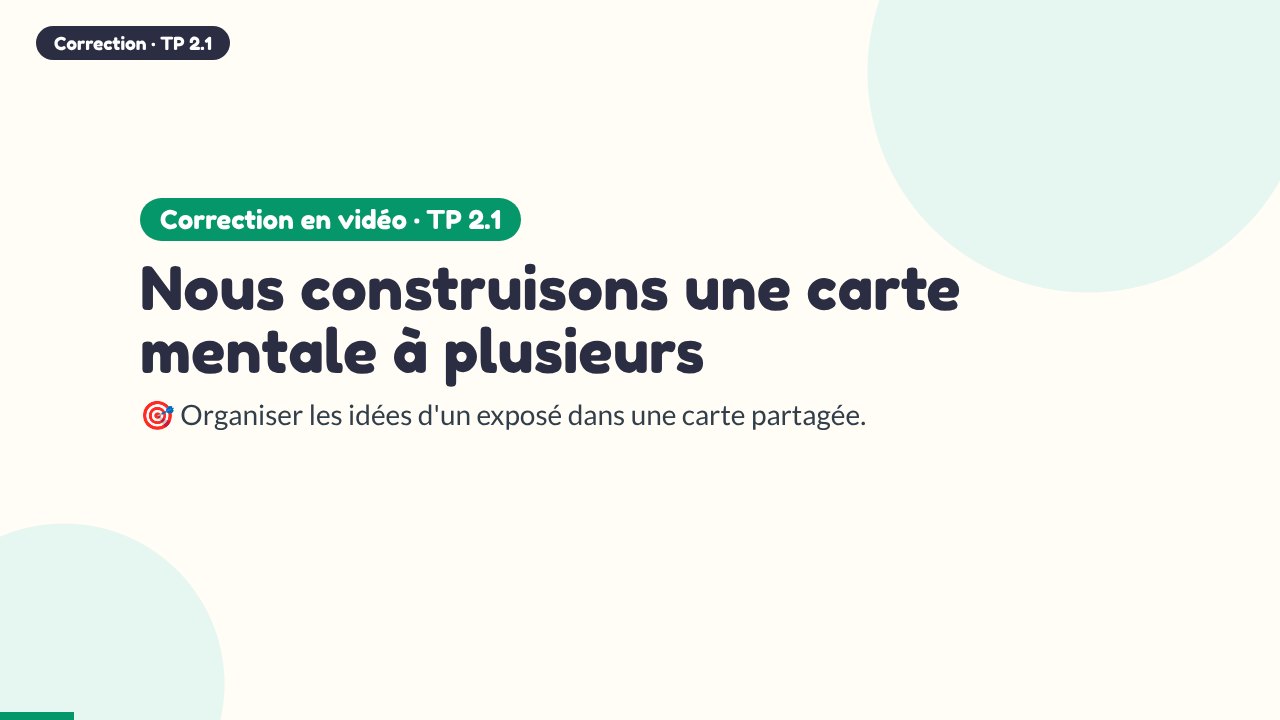 Correction · TP 2.1
Correction en vidéo · TP 2.1
Nous construisons une carte
mentale à plusieurs
🎯 Organiser les idées d'un exposé dans une carte partagée.